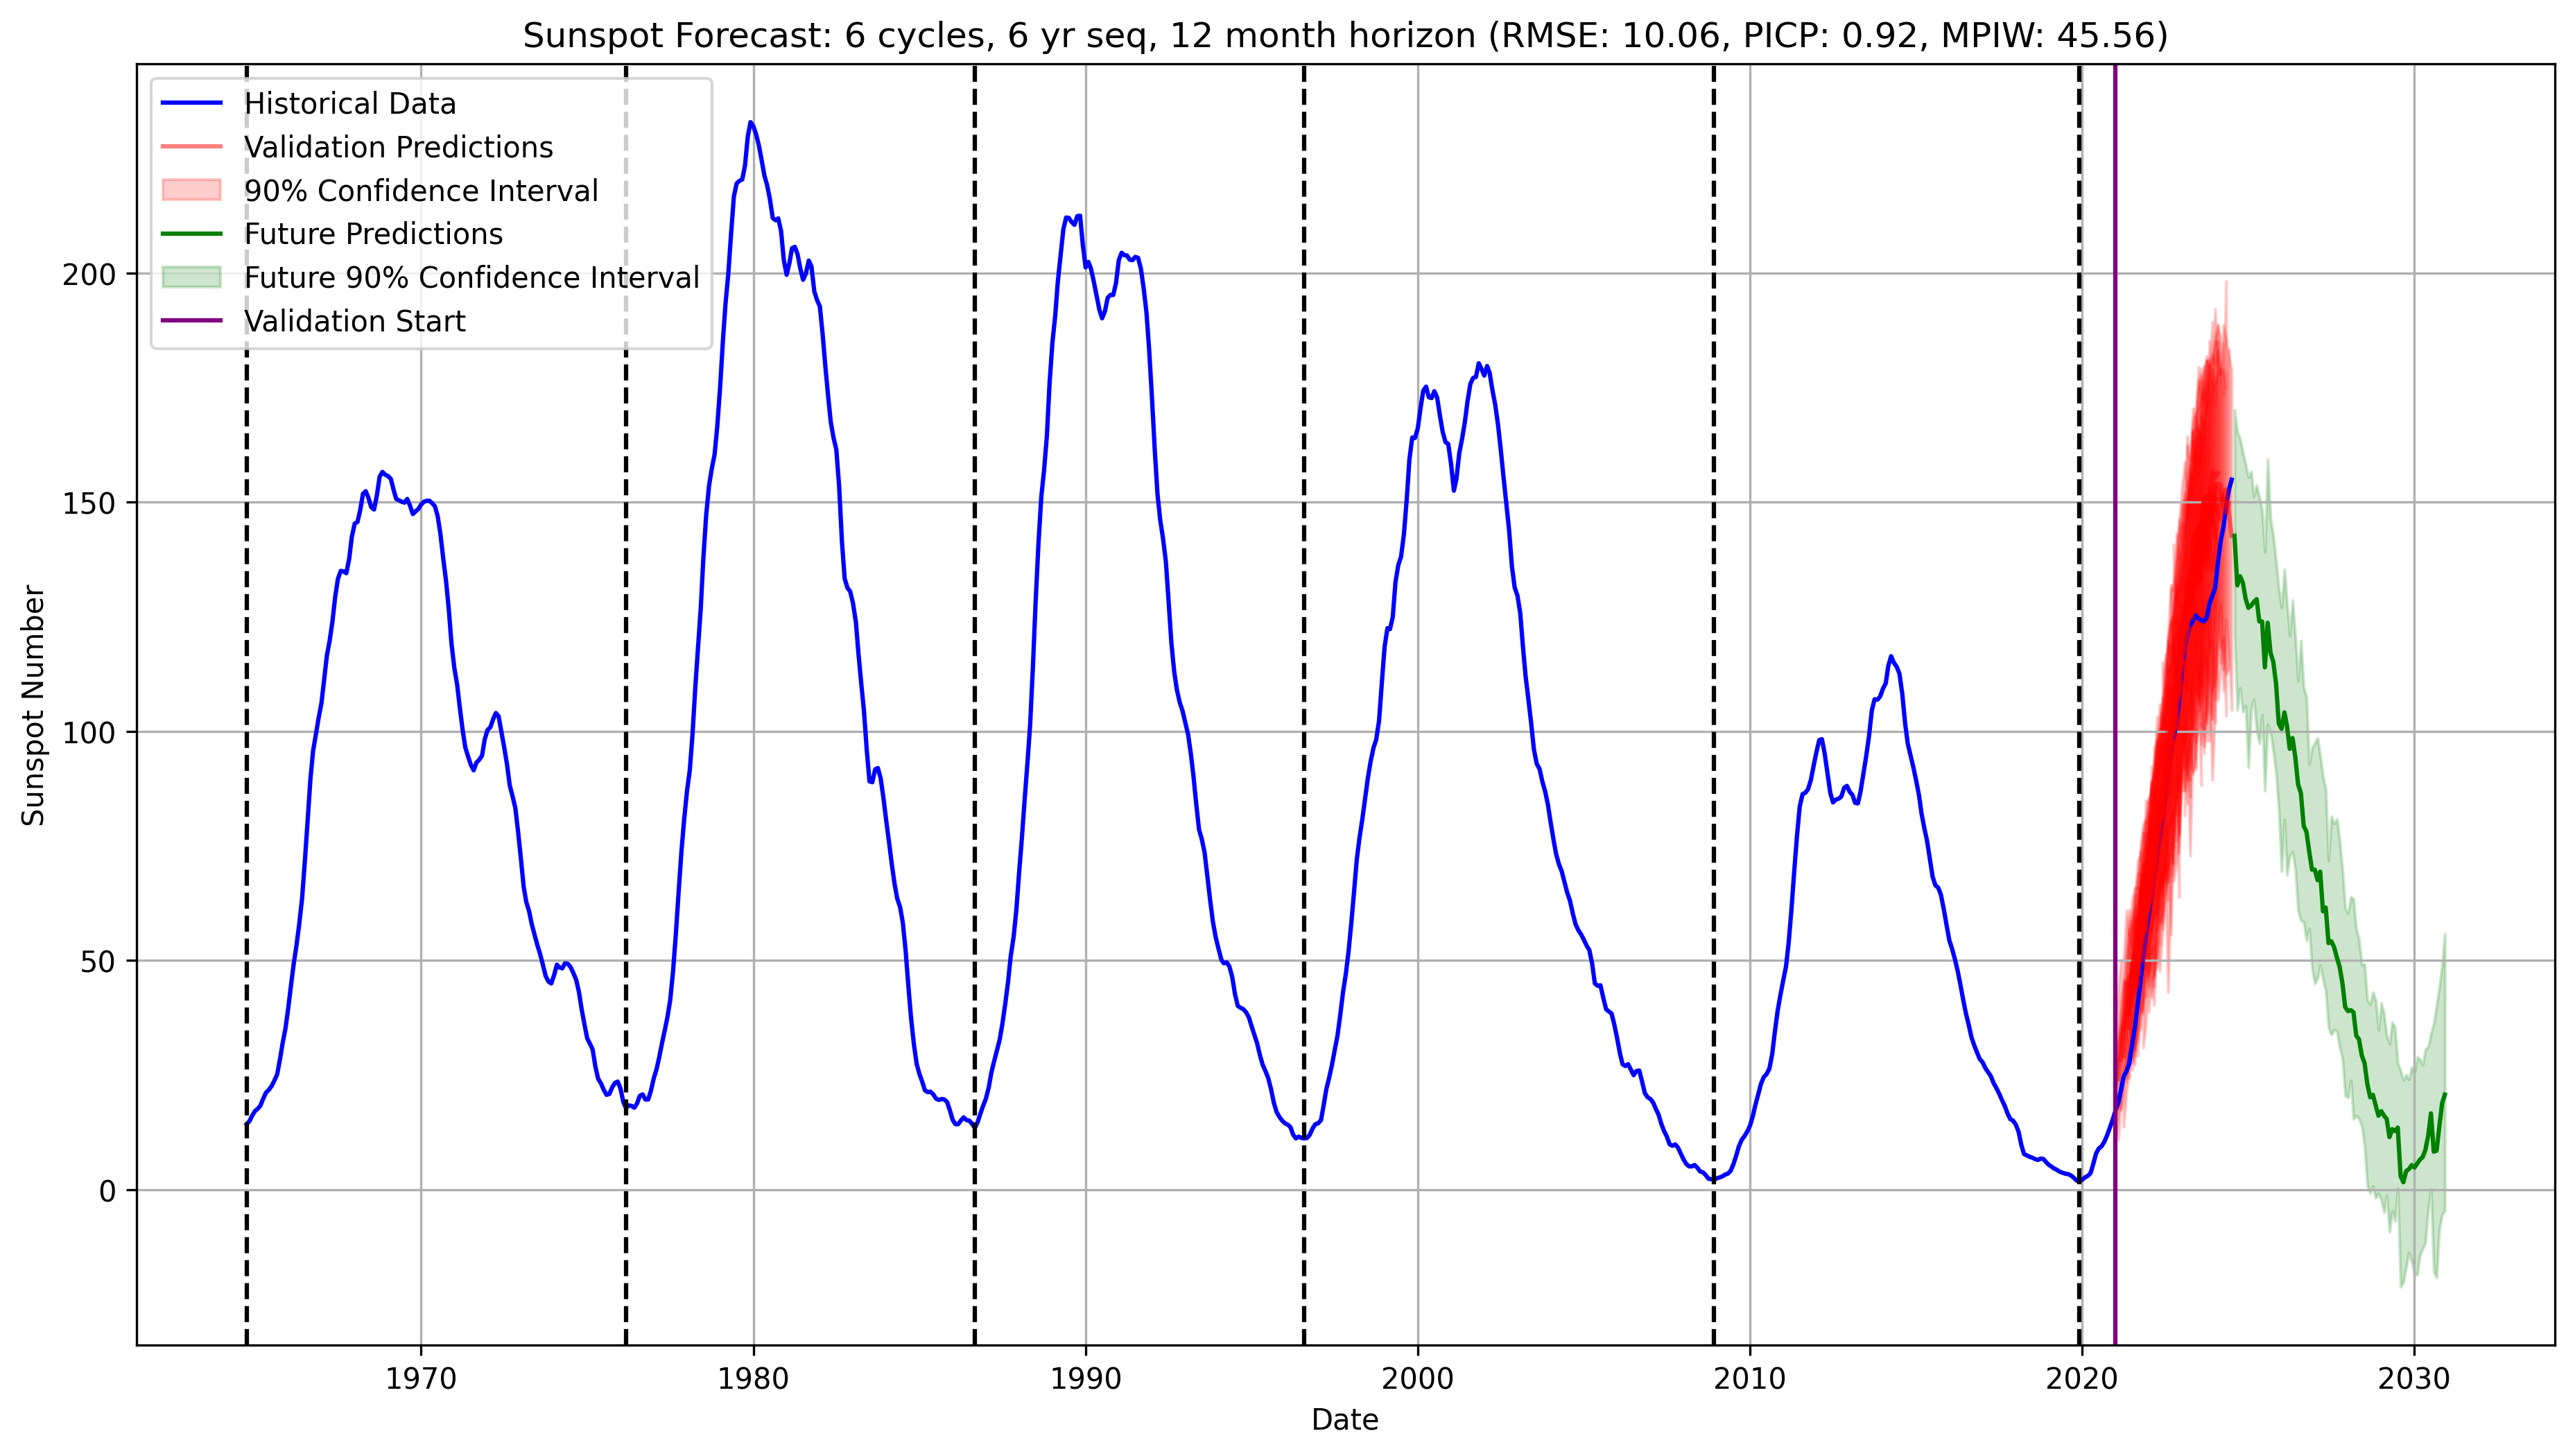 Sunspot Forecast: 6 cycles, 6 yr seq, 12 month horizon (RMSE: 10.06, PICP: 0.92, MPIW: 45.56)
Historical Data
Validation Predictions
90% Confidence Interval
Future Predictions
Future 90% Confidence Interval
Validation Start
Sunspot Number
200
150
100
50
0
1970 1980 1990 2000 2010 2020 2030
Date